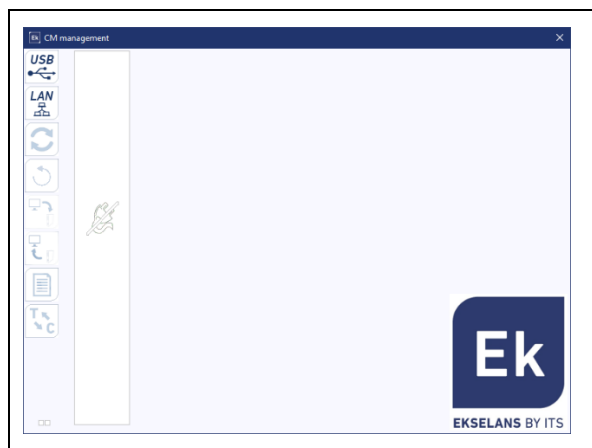 Ek CM management
USB
LAN
T
C
Ek
EKSELANS BY ITS